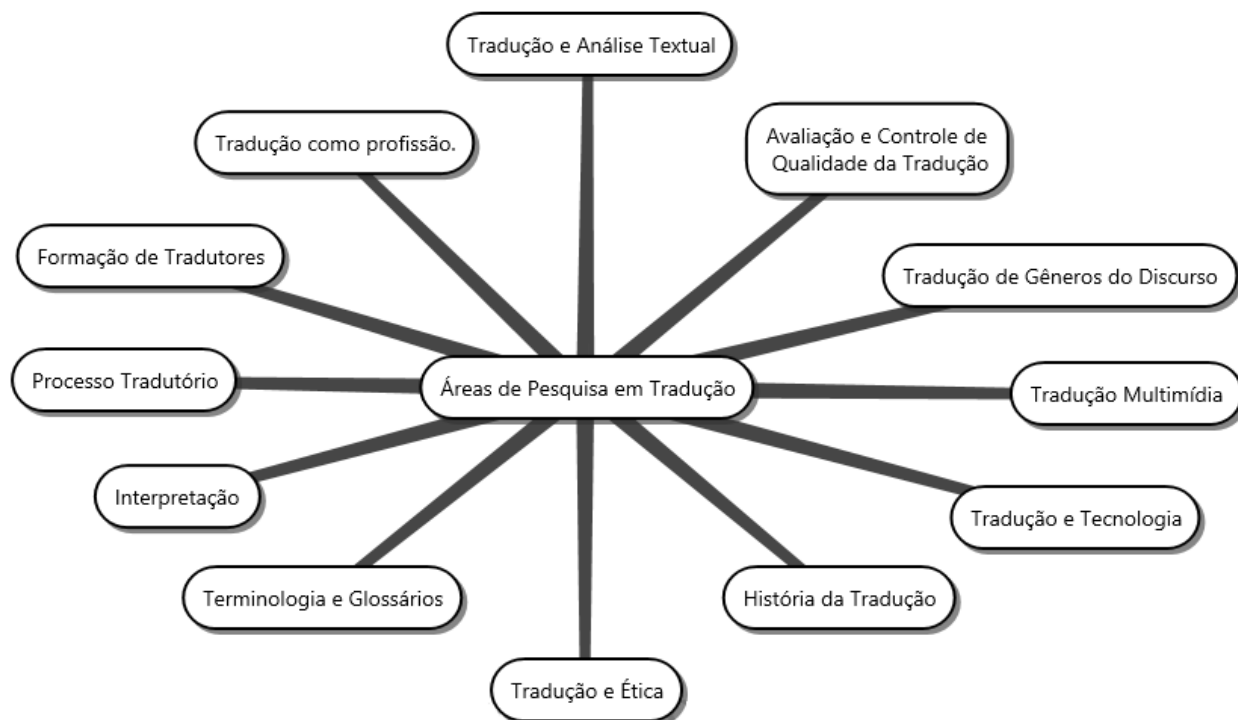 Tradução e Análise Textual
Tradução como profissão.
Avaliação e Controle de
Qualidade da Tradução
Formação de Tradutores
Tradução de Gêneros do Discurso
Processo Tradutório
Áreas de Pesquisa em Tradução
Tradução Multimídia
Interpretação
Tradução e Tecnologia
Terminologia e Glossários
História da Tradução
Tradução e Ética